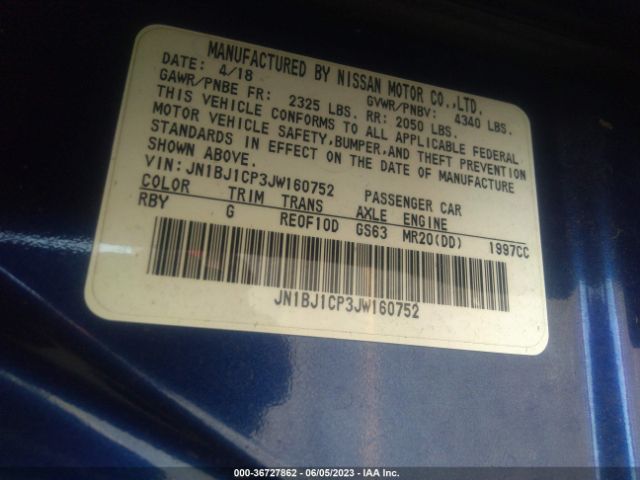 MANUFACTURED BY NISSAN MOTOR CO.,LTD.
DATE: 4/18 GVWR/PNBV: 4340 LBS.
GAWR/PNBE FR: 2325 LBS. RR: 2050 LBS.
THIS VEHICLE CONFORMS TO ALL APPLICABLE FEDERAL
MOTOR VEHICLE SAFETY,BUMPER,AND THEFT PREVENTION
STANDARDS IN EFFECT ON THE DATE OF MANUFACTURE
SHOWN ABOVE.
VIN:JN1BJ1CP3JW160752 PASSENGER CAR
COLOR TRIM TRANS AXLE ENGINE
RBY G RE0F10D GS63 MR20(DD) 1997CC
JN1BJ1CP3JW160752
000-36727862 - 06/05/2023 - IAA Inc.